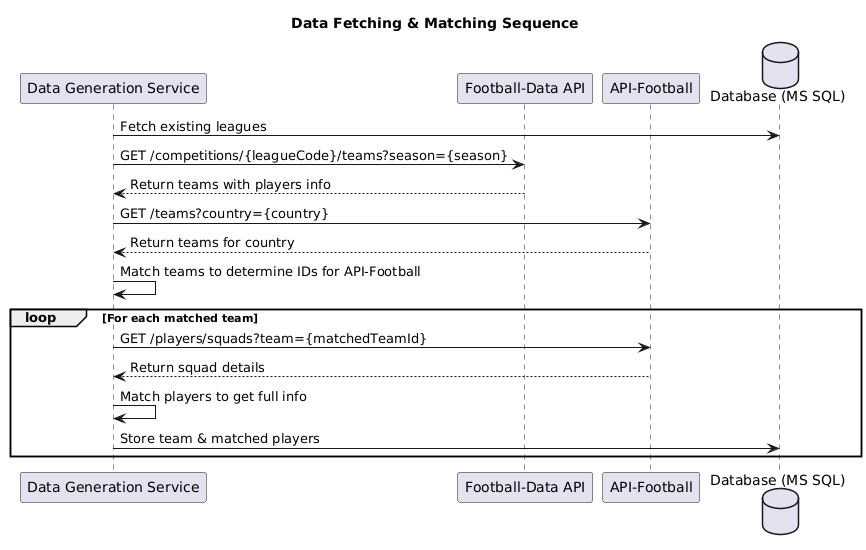 Data Fetching & Matching Sequence
Data Generation Service
Football-Data API
API-Football
Database (MS SQL)
Fetch existing leagues
GET /competitions/{leagueCode}/teams?season={season}
Return teams with players info
GET /teams?country={country}
Return teams for country
Match teams to determine IDs for API-Football
loop
[For each matched team]
GET /players/squads?team={matchedTeamId}
Return squad details
Match players to get full info
Store team & matched players
Data Generation Service
Football-Data API
API-Football
Database (MS SQL)